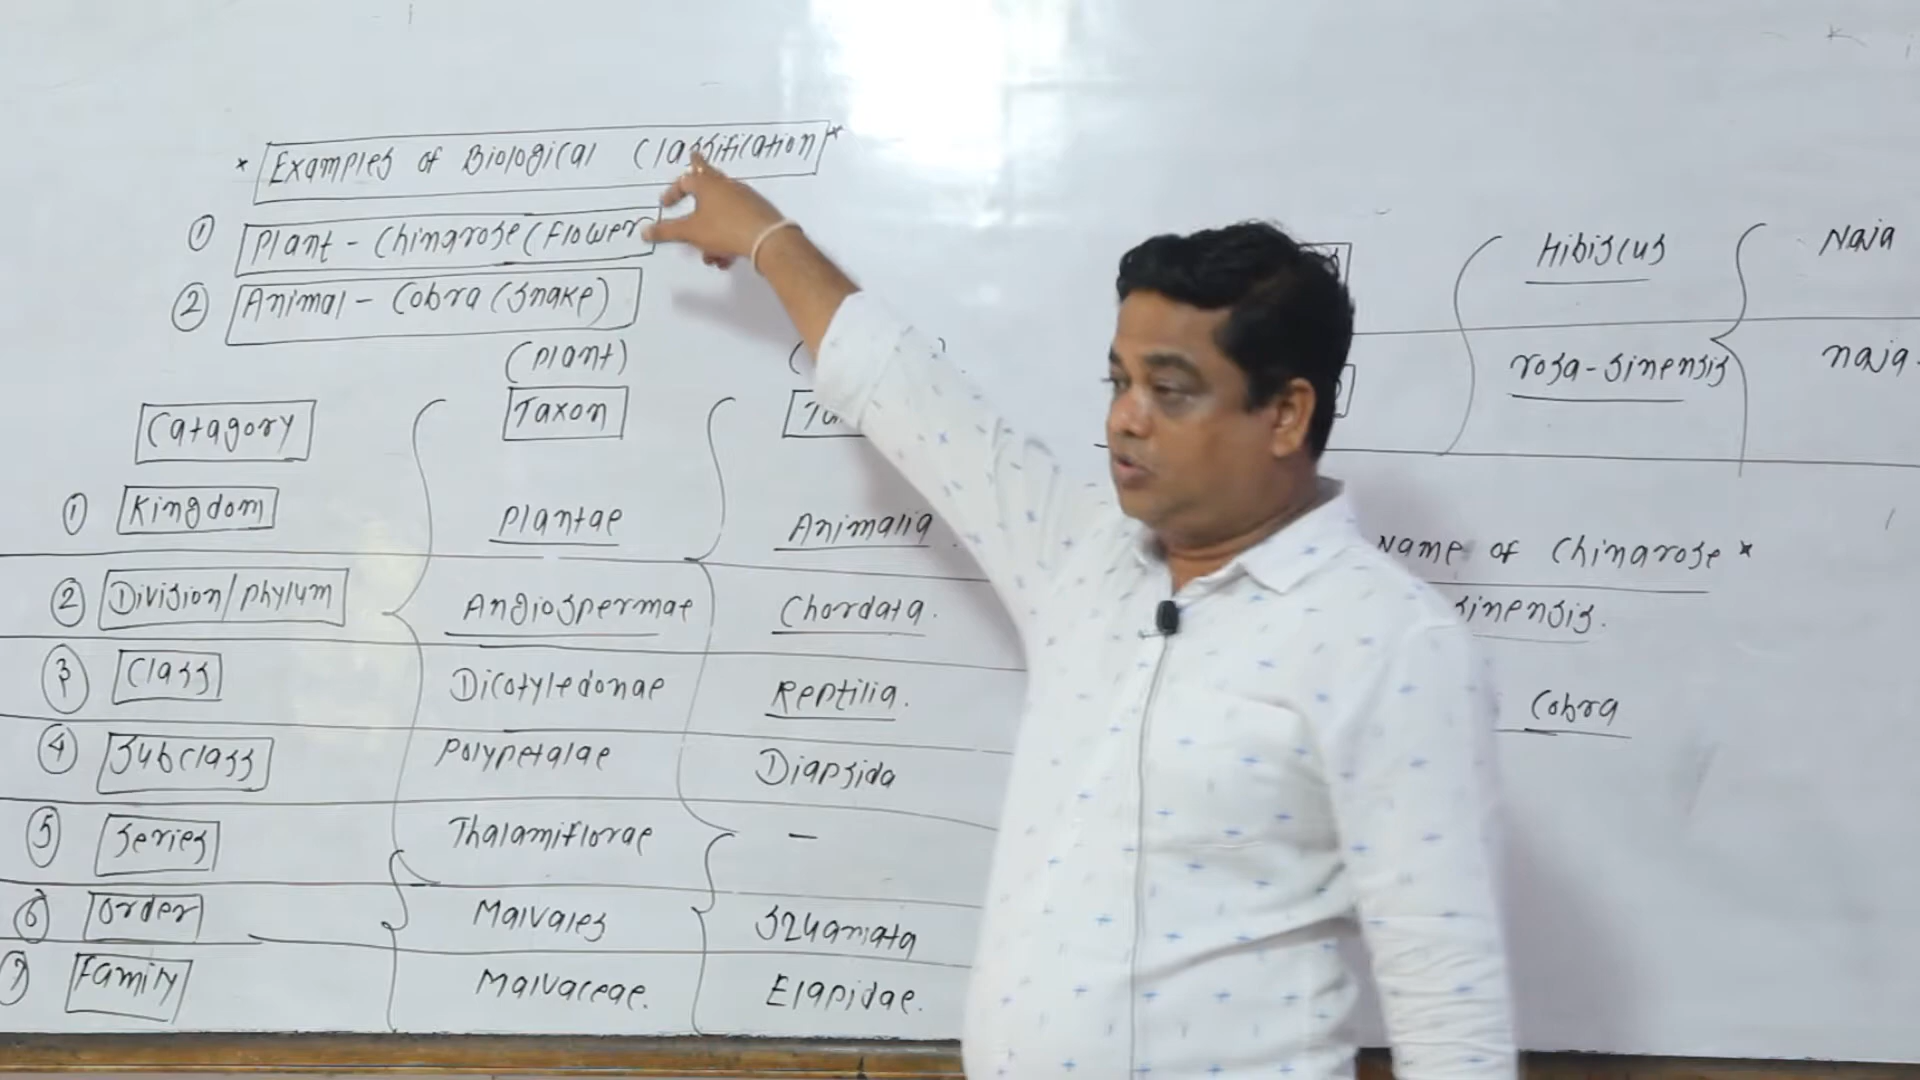 * Examples of Biological Classification *
① Plant - Chinarose (Flower
② Animal - Cobra (Snake)
(Plant)
Catagory Taxon
① Kingdom Plantae Animalia.
② Division/Phylum Angiospermae Chordata.
③ Class Dicotyledonae Reptilia.
④ Subclass Polypetalae Diapsida
⑤ Series Thalamiflorae -
⑥ Order Malvales Squamata
⑦ Family Malvaceae. Elapidae.
Hibiscus Naja
rosa-sinensis naja-
Name of Chinarose *
sinensis.
Cobra